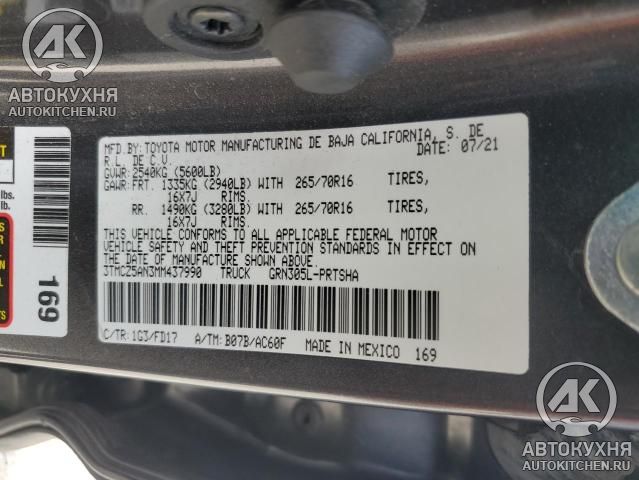 АК
АВТОКУХНЯ
AUTOKITCHEN.RU
MFD.BY:TOYOTA MOTOR MANUFACTURING DE BAJA CALIFORNIA, S. DE
R.L. DE C.V. DATE: 07/21
GVWR:2540KG (5600LB)
GAWR:FRT. 1335KG (2940LB) WITH 265/70R16 TIRES,
16X7J RIMS.
RR. 1490KG (3280LB) WITH 265/70R16 TIRES,
16X7J RIMS.
THIS VEHICLE CONFORMS TO ALL APPLICABLE FEDERAL MOTOR
VEHICLE SAFETY AND THEFT PREVENTION STANDARDS IN EFFECT ON
THE DATE OF MANUFACTURE SHOWN ABOVE.
3TMCZ5AN3MM437990 TRUCK GRN305L-PRTSHA
C/TR:1G3/FD17 A/TM:B07B/AC60F MADE IN MEXICO 169
lbs.
lb.
169
АК
АВТОКУХНЯ
AUTOKITCHEN.RU